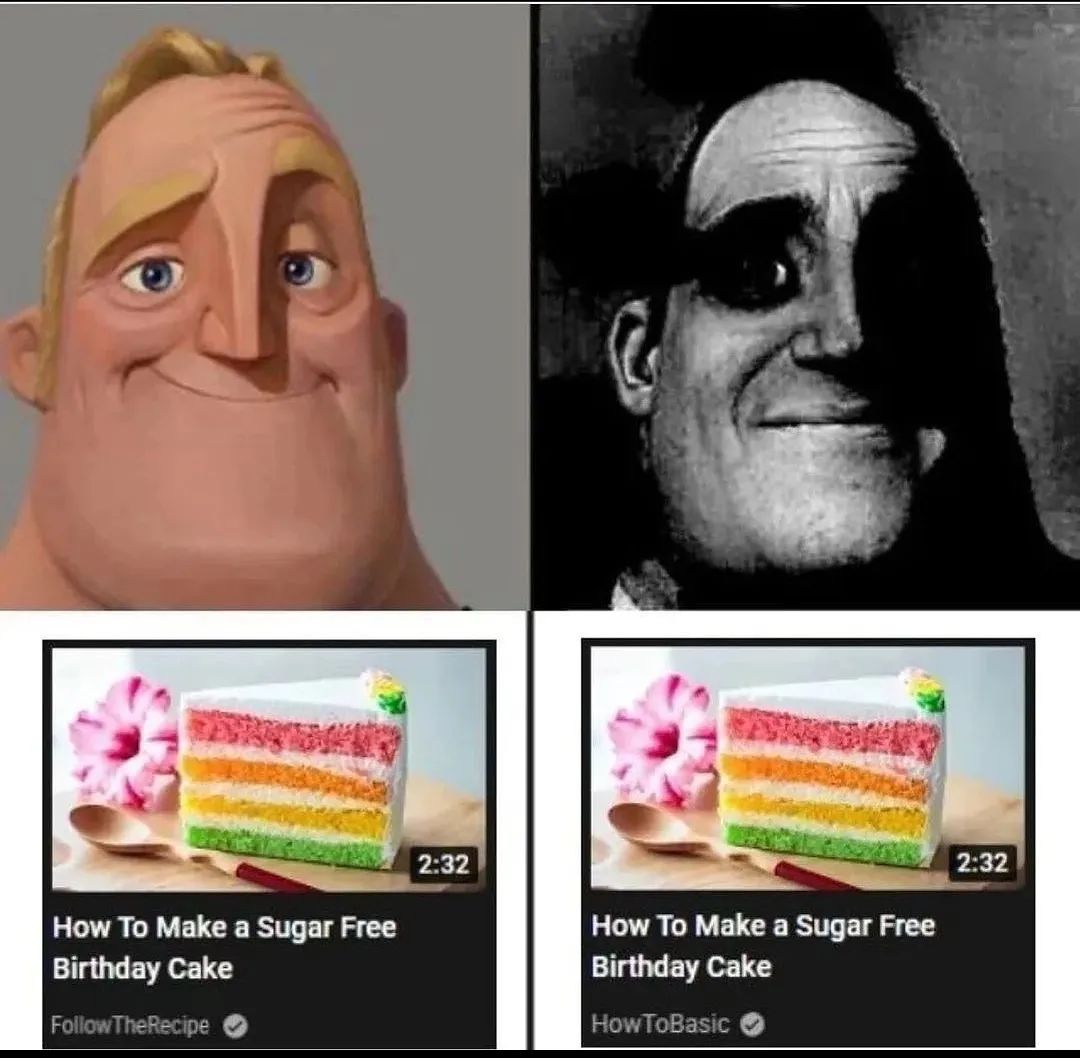 2:32
How To Make a Sugar Free
Birthday Cake
FollowTheRecipe
2:32
How To Make a Sugar Free
Birthday Cake
HowToBasic